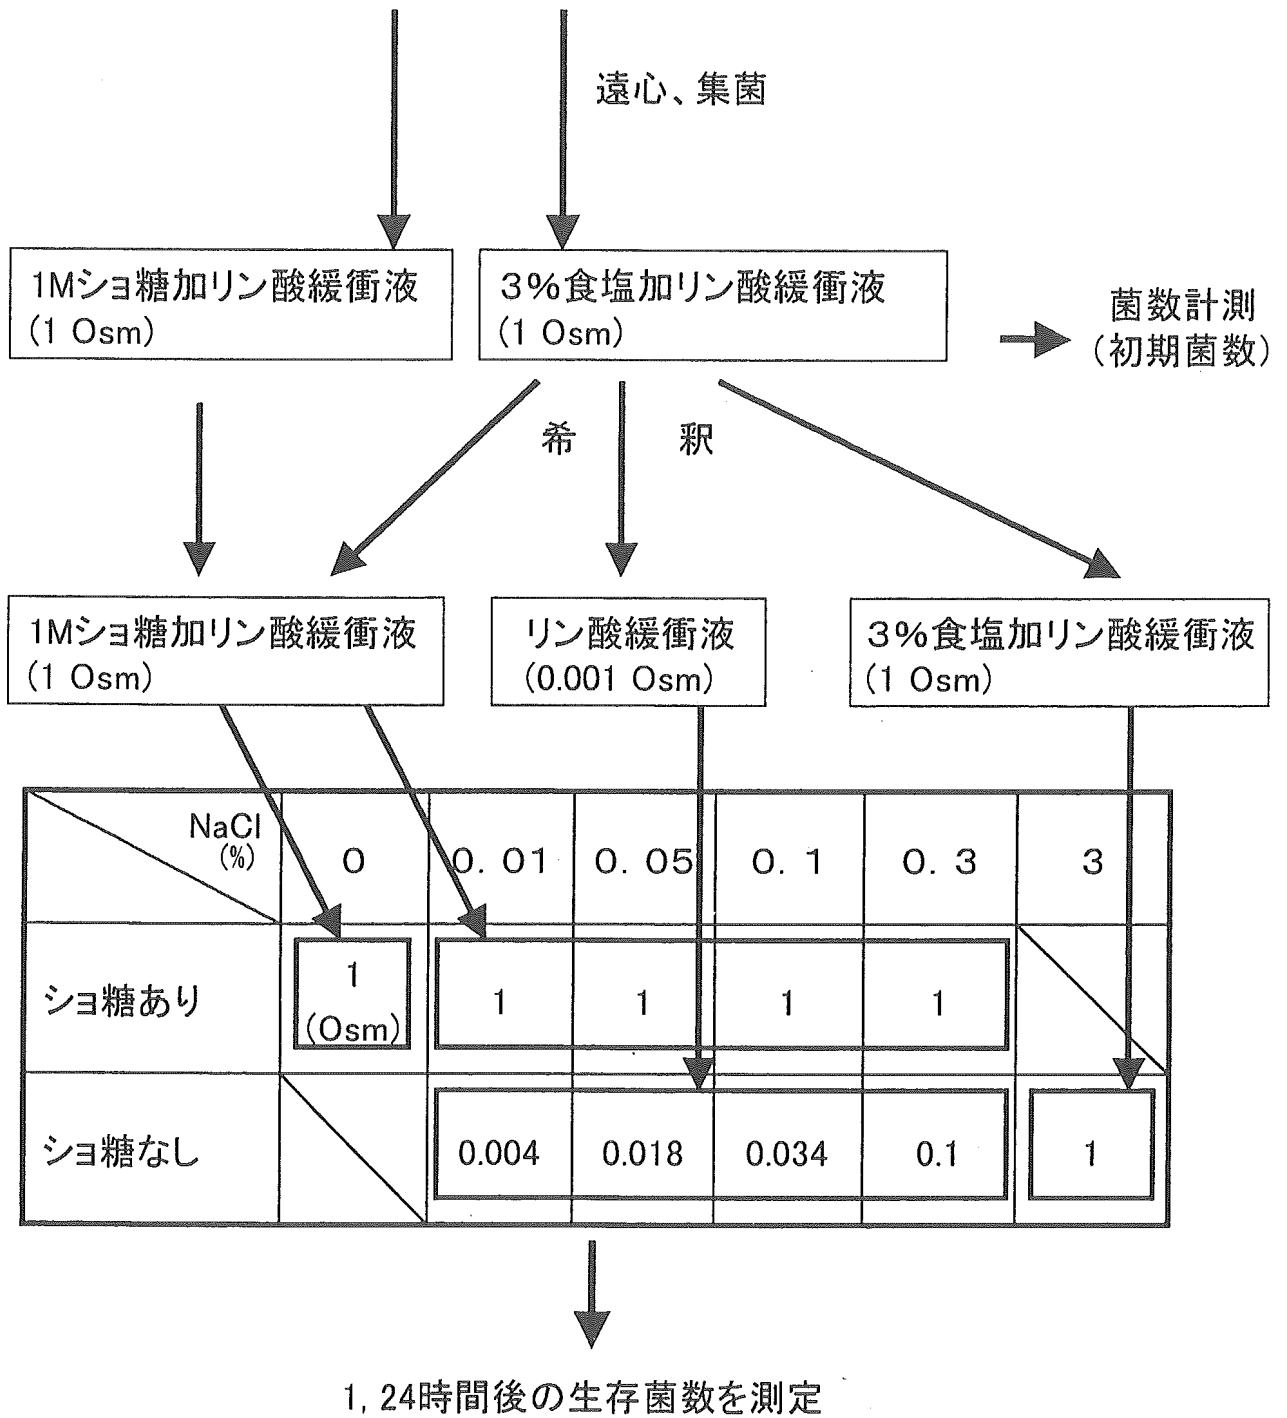 遠心、集菌
1Mショ糖加リン酸緩衝液
(1 Osm)
3%食塩加リン酸緩衝液
(1 Osm)
菌数計測
(初期菌数)
希 釈
1Mショ糖加リン酸緩衝液
(1 Osm)
リン酸緩衝液
(0.001 Osm)
3%食塩加リン酸緩衝液
(1 Osm)
NaCl
(%)
0 0.01 0.05 0.1 0.3 3
ショ糖あり
1
(Osm)
1 1 1 1
ショ糖なし 0.004 0.018 0.034 0.1 1
1,24時間後の生存菌数を測定